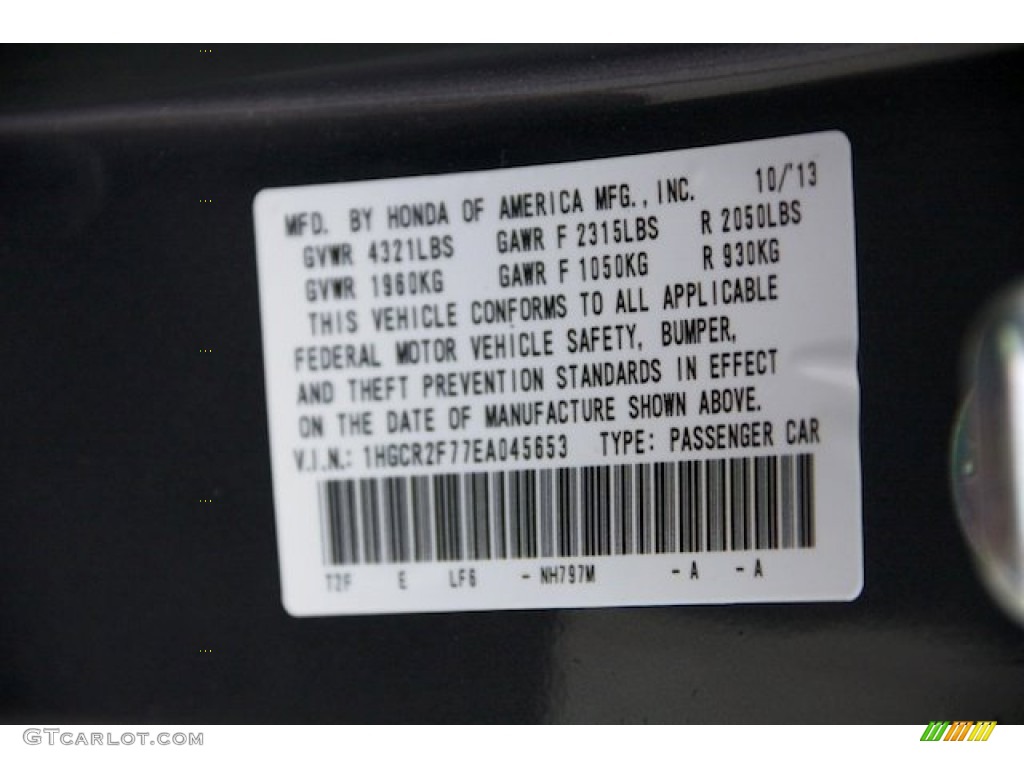 MFD. BY HONDA OF AMERICA MFG., INC. 10/'13
GVWR 4321LBS GAWR F 2315LBS R 2050LBS
GVWR 1960KG GAWR F 1050KG R 930KG
THIS VEHICLE CONFORMS TO ALL APPLICABLE
FEDERAL MOTOR VEHICLE SAFETY, BUMPER,
AND THEFT PREVENTION STANDARDS IN EFFECT
ON THE DATE OF MANUFACTURE SHOWN ABOVE.
V.I.N.: 1HGCR2F77EA045653 TYPE: PASSENGER CAR
T2F E LF6 - NH797M - A - A
GTCARLOT.COM